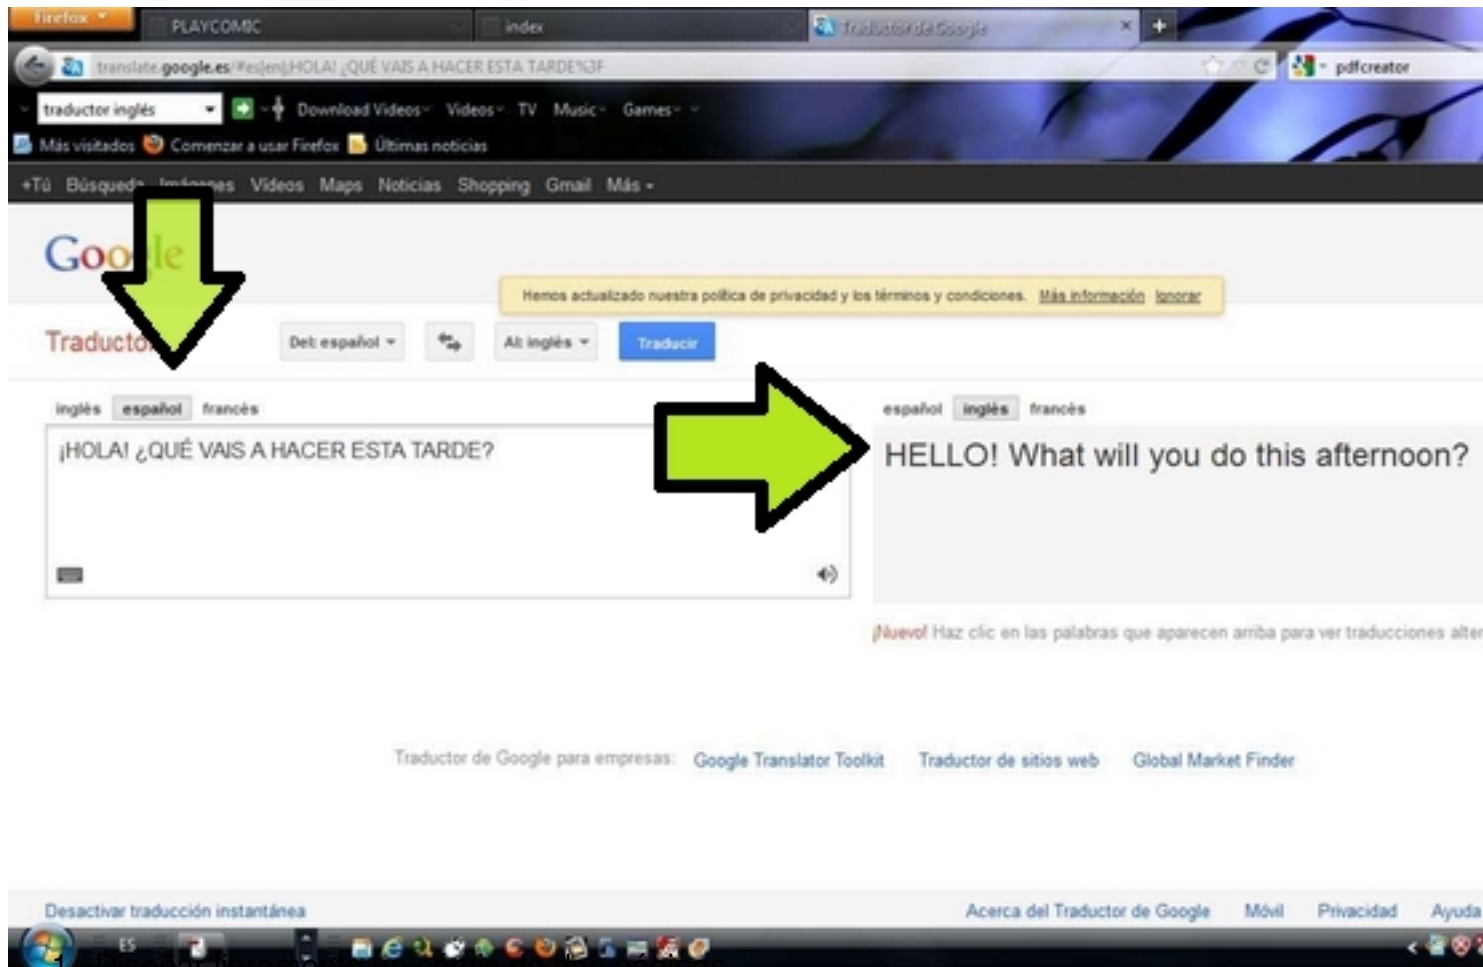 Firefox
PLAYCOMIC
index
Traductor de Google
translate.google.es/#es|en|¡HOLA! ¿QUÉ VAIS A HACER ESTA TARDE%3F
pdfcreator
traductor inglés
Download Videos Videos TV Music Games
Más visitados Comenzar a usar Firefox Últimas noticias
+Tú Búsqueda Imágenes Vídeos Maps Noticias Shopping Gmail Más
Google
Hemos actualizado nuestra política de privacidad y los términos y condiciones. Más información Ignorar
Traductor
Del: español
Al: inglés
Traducir
inglés español francés
español inglés francés
¡HOLA! ¿QUÉ VAIS A HACER ESTA TARDE?
HELLO! What will you do this afternoon?
¡Nuevo! Haz clic en las palabras que aparecen arriba para ver traducciones alter
Traductor de Google para empresas: Google Translator Toolkit Traductor de sitios web Global Market Finder
Desactivar traducción instantánea
Acerca del Traductor de Google Móvil Privacidad Ayuda
ES